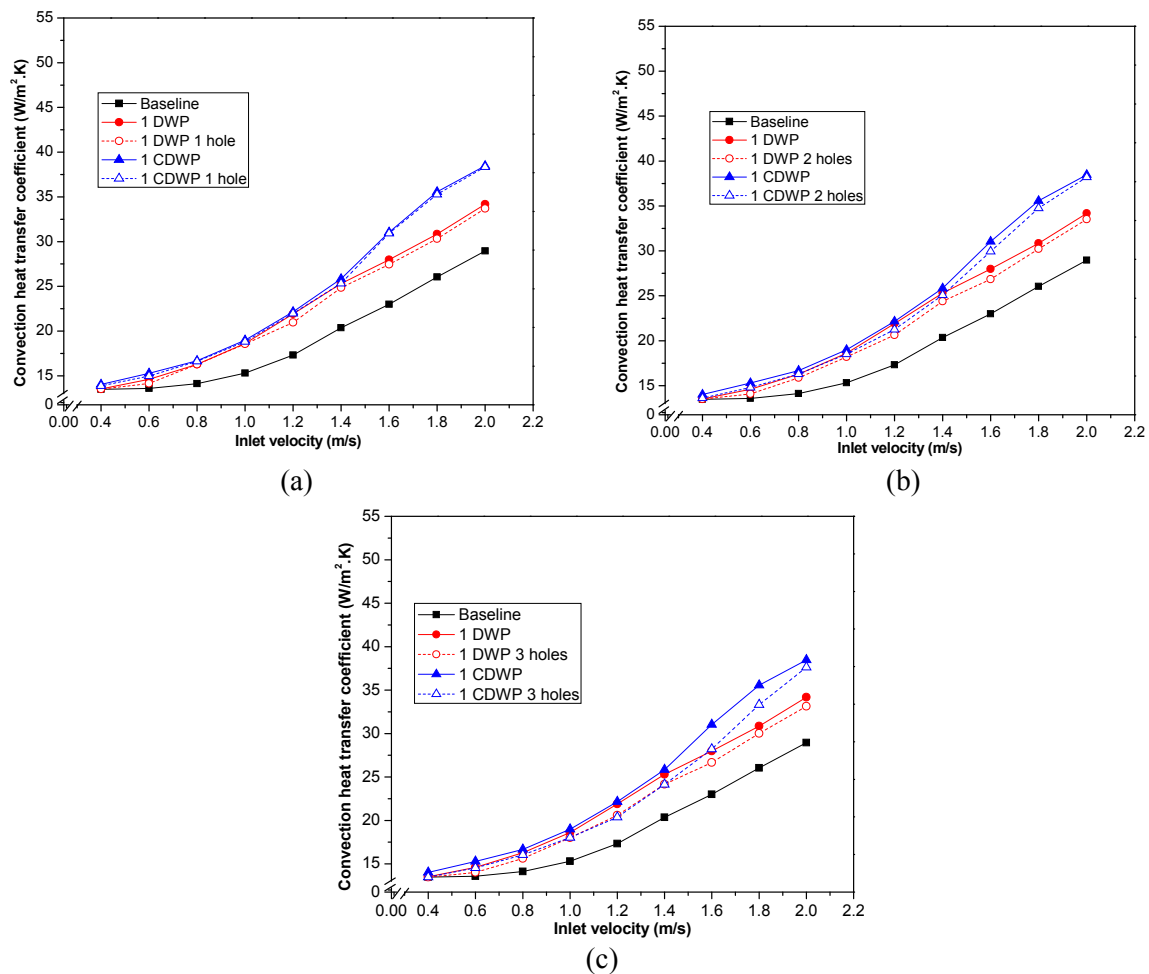 Convection heat transfer coefficient (W/m².K)
55
50
45
40
35
30
25
20
15
0
Baseline
1 DWP
1 DWP 1 hole
1 CDWP
1 CDWP 1 hole
0.00 0.4 0.6 0.8 1.0 1.2 1.4 1.6 1.8 2.0 2.2
Inlet velocity (m/s)
(a)
Convection heat transfer coefficient (W/m².K)
55
50
45
40
35
30
25
20
15
0
Baseline
1 DWP
1 DWP 2 holes
1 CDWP
1 CDWP 2 holes
0.00 0.4 0.6 0.8 1.0 1.2 1.4 1.6 1.8 2.0 2.2
Inlet velocity (m/s)
(b)
Convection heat transfer coefficient (W/m².K)
55
50
45
40
35
30
25
20
15
0
Baseline
1 DWP
1 DWP 3 holes
1 CDWP
1 CDWP 3 holes
0.00 0.4 0.6 0.8 1.0 1.2 1.4 1.6 1.8 2.0 2.2
Inlet velocity (m/s)
(c)